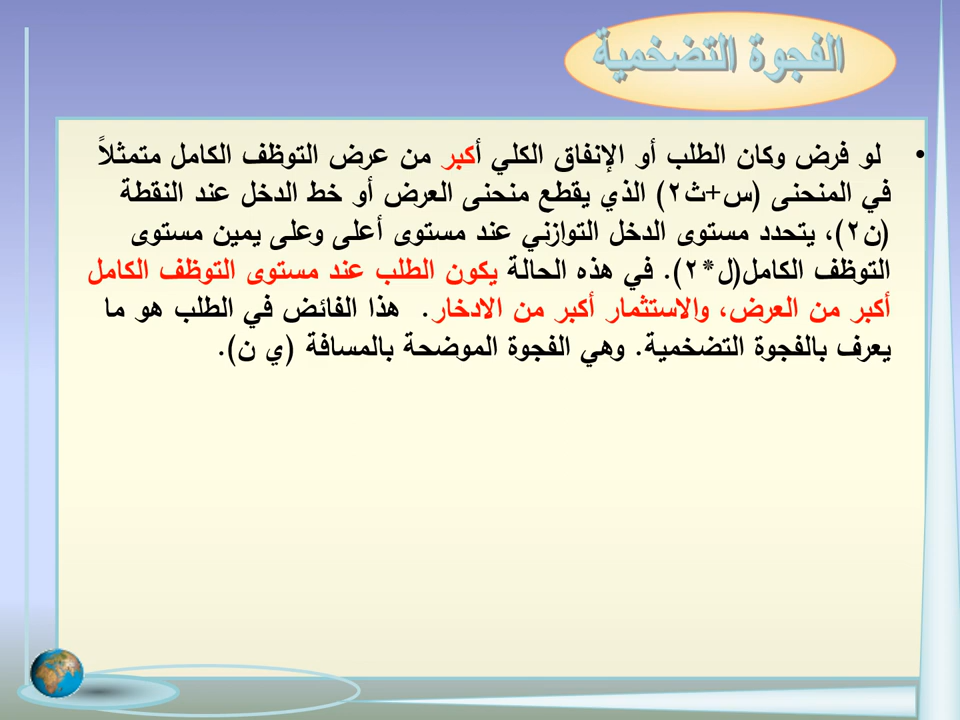 الفجوة التضخمية
• لو فرض وكان الطلب أو الإنفاق الكلي أكبر من عرض التوظف الكامل متمثلاً
في المنحنى (س+ث٢) الذي يقطع منحنى العرض أو خط الدخل عند النقطة
(ن٢)، يتحدد مستوى الدخل التوازني عند مستوى أعلى وعلى يمين مستوى
التوظف الكامل(ل*٢). في هذه الحالة يكون الطلب عند مستوى التوظف الكامل
أكبر من العرض، والاستثمار أكبر من الادخار. هذا الفائض في الطلب هو ما
يعرف بالفجوة التضخمية. وهي الفجوة الموضحة بالمسافة (ي ن).